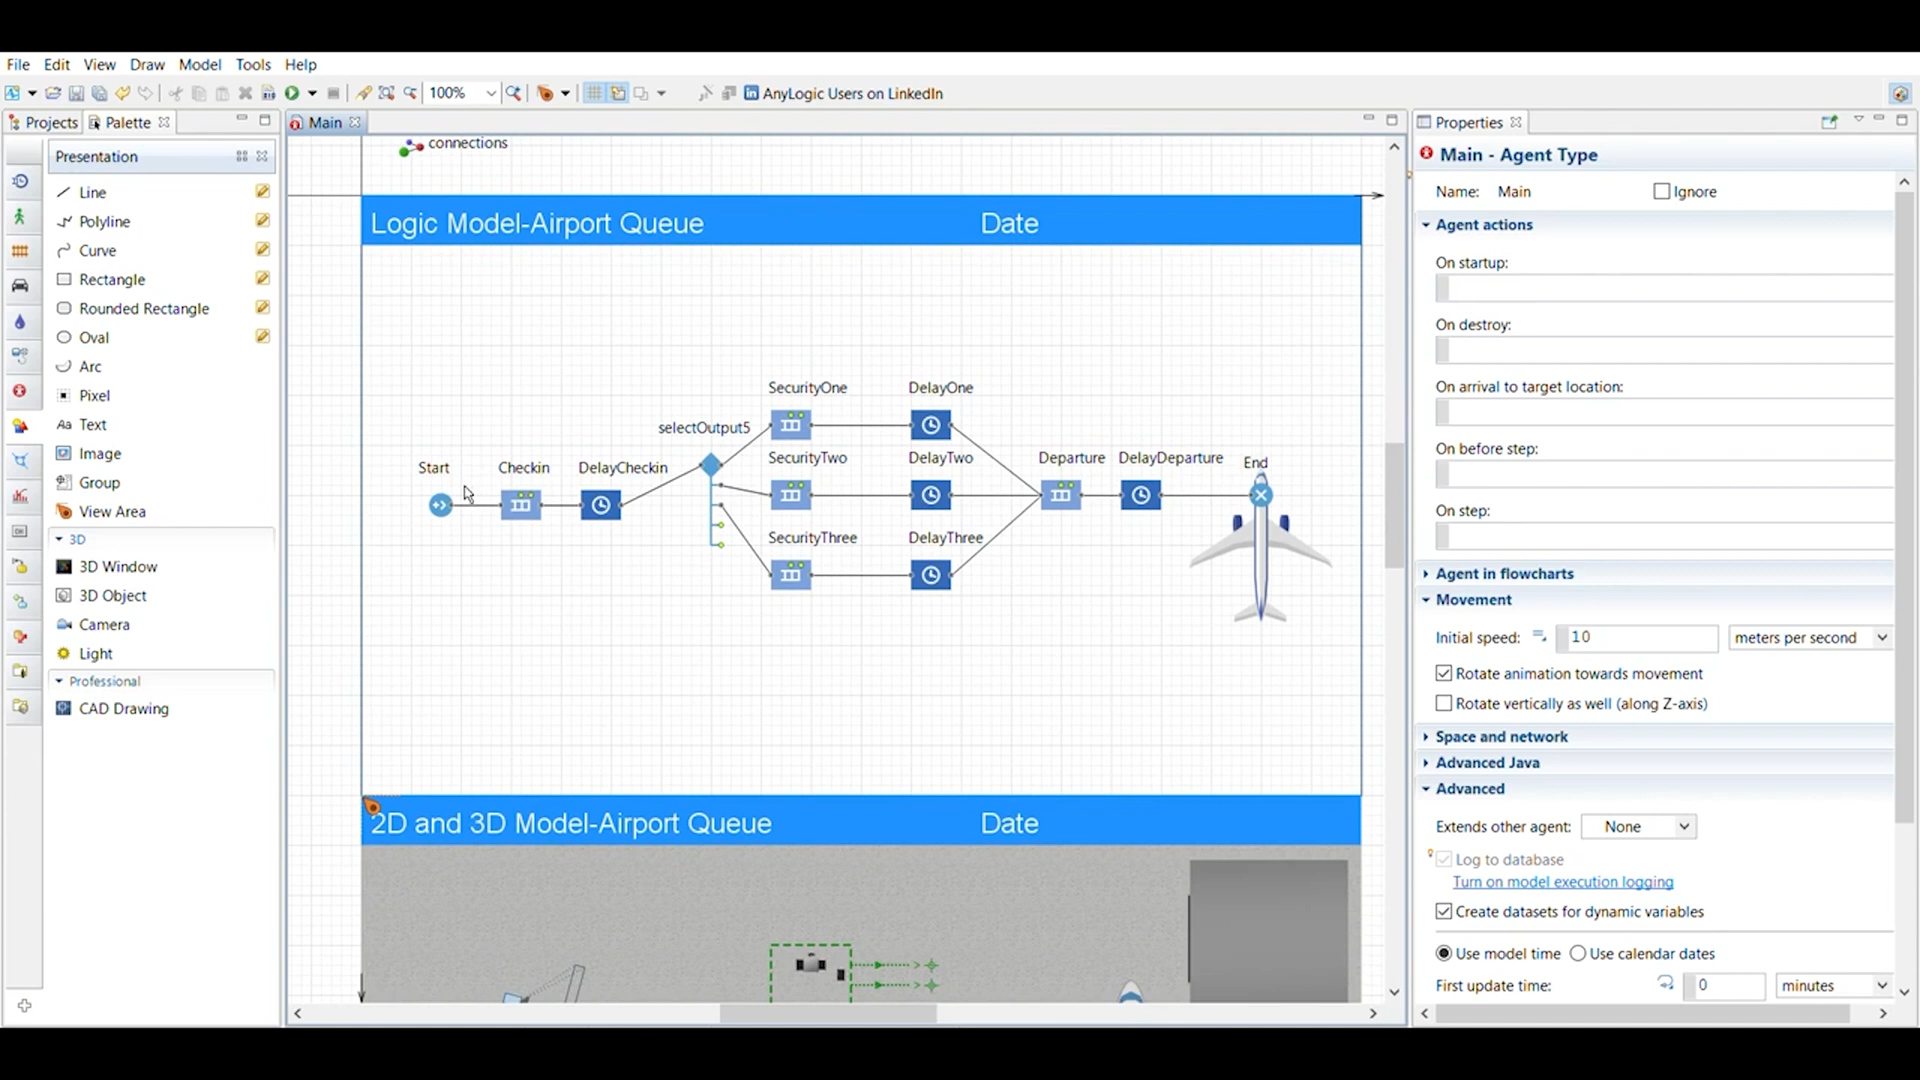 File Edit View Draw Model Tools Help
100% AnyLogic Users on LinkedIn
Projects Palette
Main
Properties
Presentation
Line
Polyline
Curve
Rectangle
Rounded Rectangle
Oval
Arc
Pixel
Aa Text
Image
Group
View Area
3D
3D Window
3D Object
Camera
Light
Professional
CAD Drawing
connections
Logic Model-Airport Queue Date
SecurityOne DelayOne
selectOutput5
SecurityTwo DelayTwo Departure DelayDeparture End
Start Checkin DelayCheckin
SecurityThree DelayThree
2D and 3D Model-Airport Queue Date
Main - Agent Type
Name: Main Ignore
Agent actions
On startup:
On destroy:
On arrival to target location:
On before step:
On step:
Agent in flowcharts
Movement
Initial speed: 10 meters per second
Rotate animation towards movement
Rotate vertically as well (along Z-axis)
Space and network
Advanced Java
Advanced
Extends other agent: None
Log to database
Turn on model execution logging
Create datasets for dynamic variables
Use model time Use calendar dates
First update time: 0 minutes